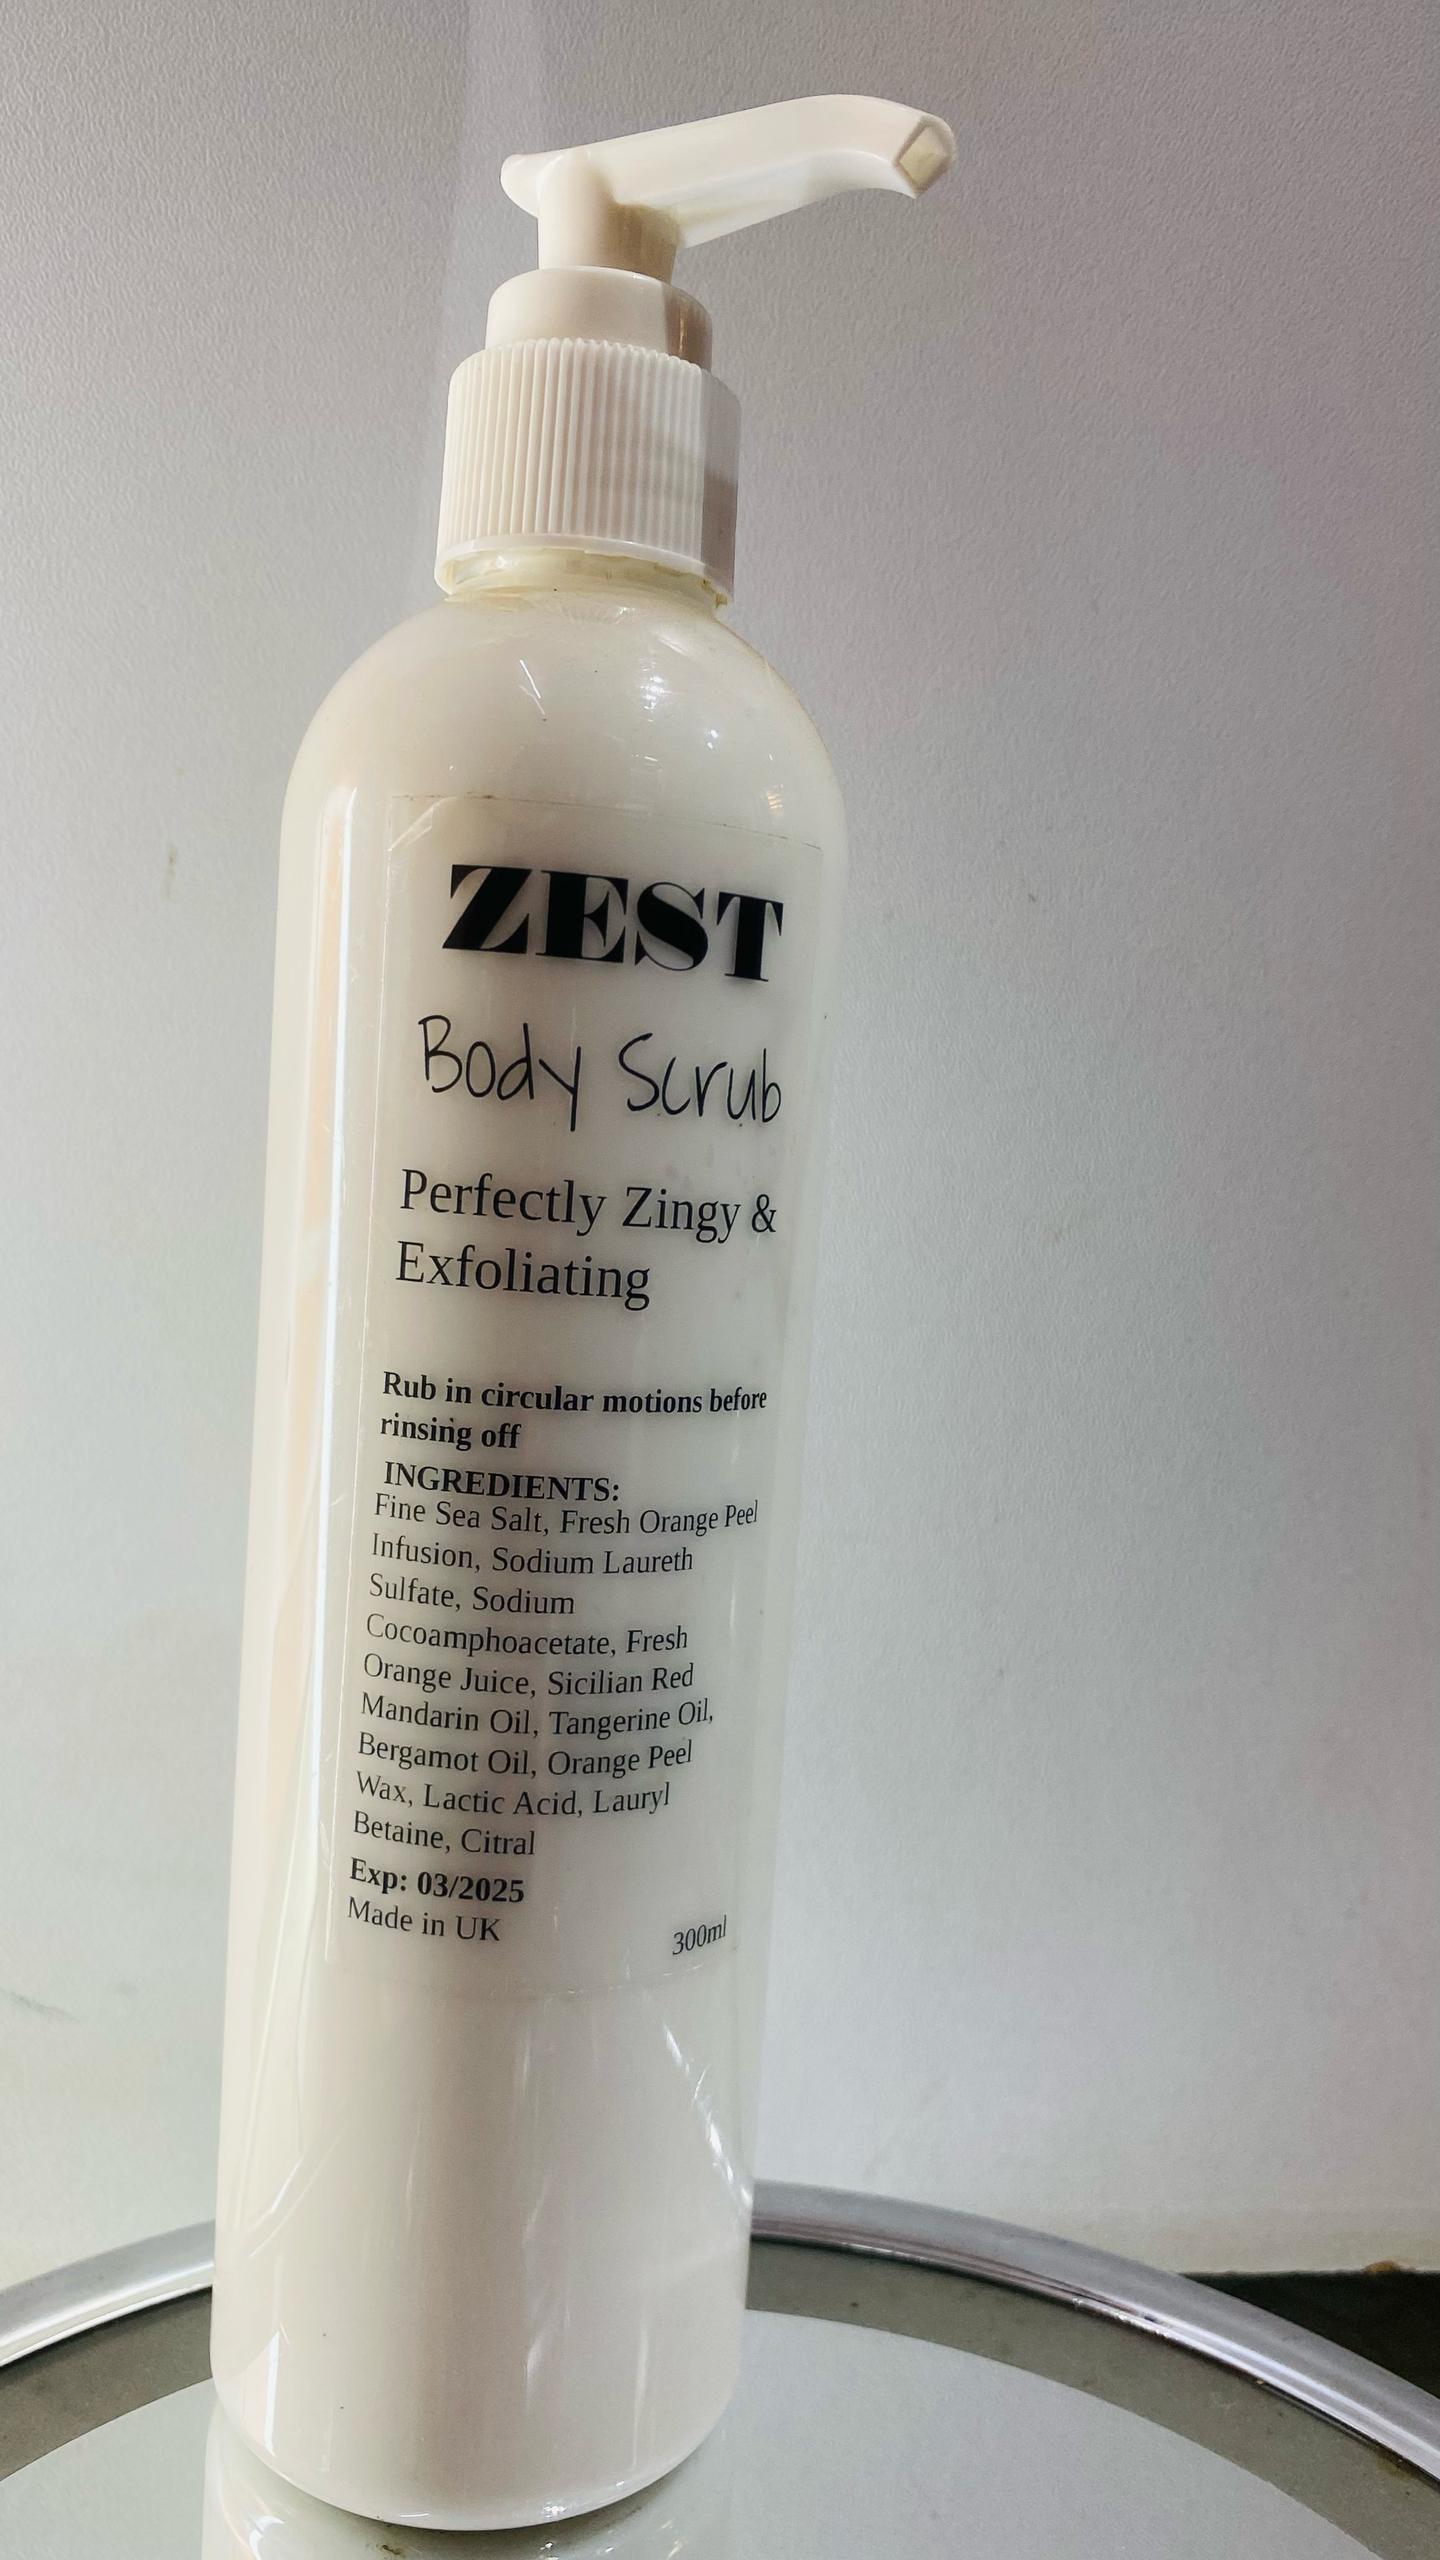 ZEST
Body Scrub
Perfectly Zingy &
Exfoliating
Rub in circular motions before
rinsing off
INGREDIENTS:
Fine Sea Salt, Fresh Orange Peel
Infusion, Sodium Laureth
Sulfate, Sodium
Cocoamphoacetate, Fresh
Orange Juice, Sicilian Red
Mandarin Oil, Tangerine Oil,
Bergamot Oil, Orange Peel
Wax, Lactic Acid, Lauryl
Betaine, Citral
Exp: 03/2025
Made in UK
300ml